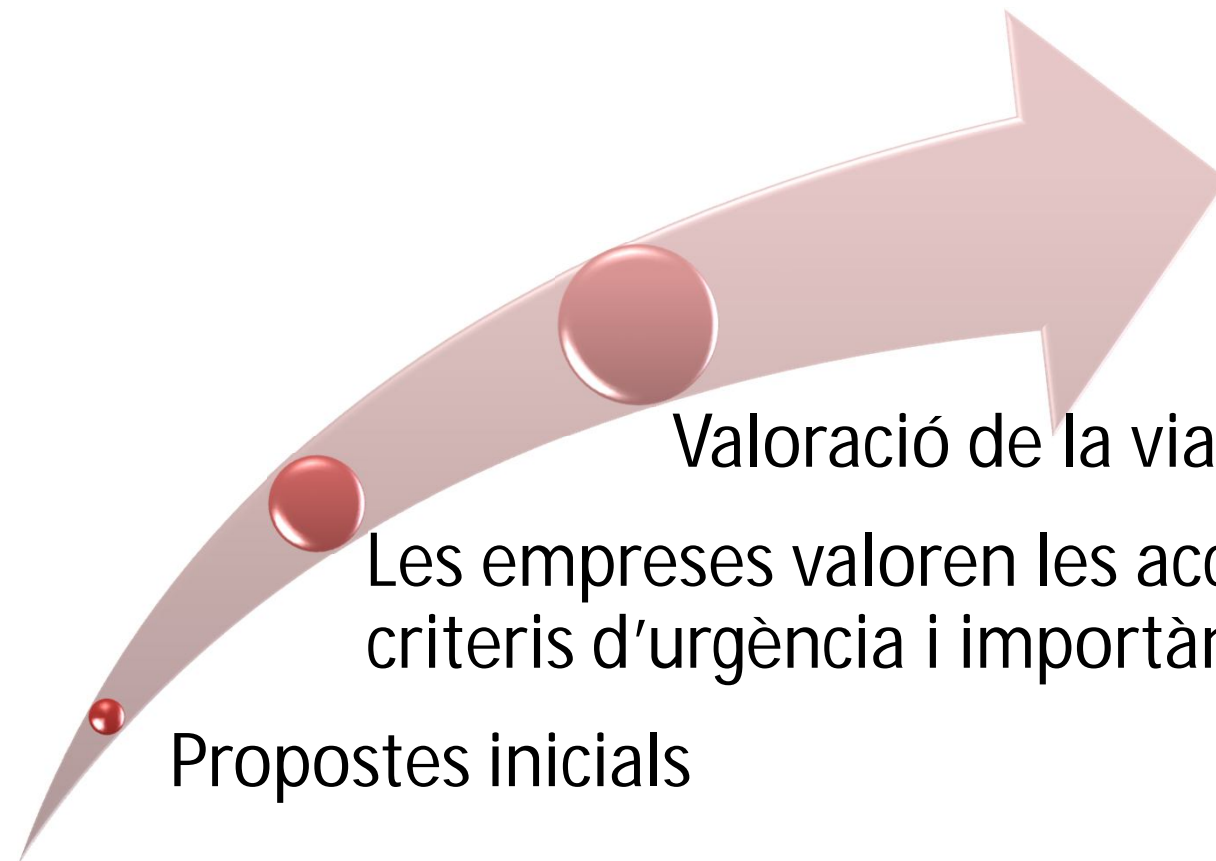 Valoració de la via
Les empreses valoren les acc
criteris d'urgència i importàn
Propostes inicials